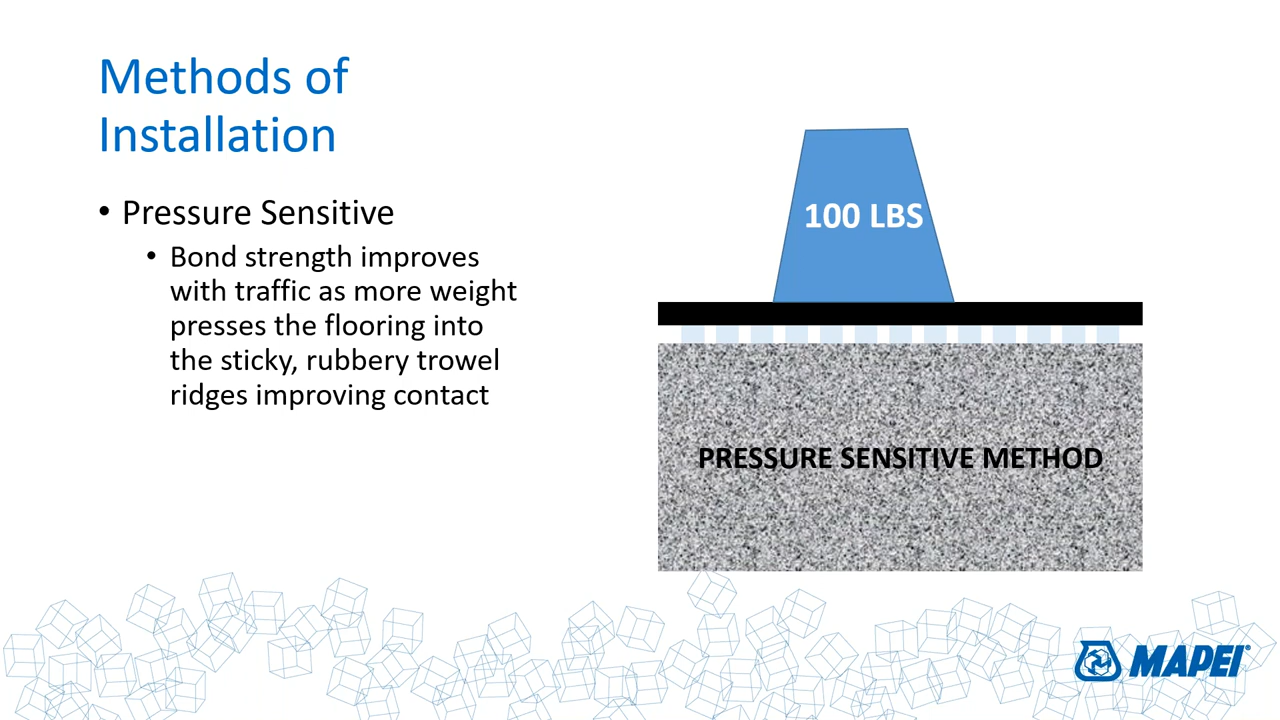 Methods of
Installation
• Pressure Sensitive
• Bond strength improves
with traffic as more weight
presses the flooring into
the sticky, rubbery trowel
ridges improving contact
100 LBS
PRESSURE SENSITIVE METHOD
MAPEI®